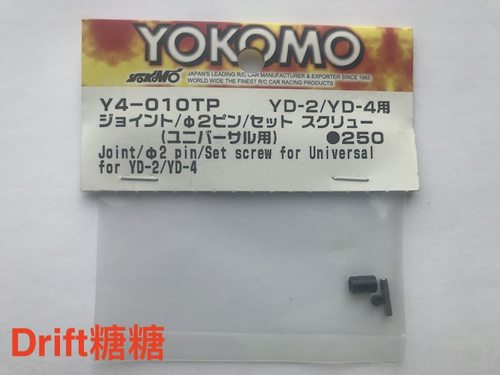 YOKOMO
YOKOMO JAPAN'S LEADING R/C CAR MANUFACTURER & EXPORTER SINCE 1965
WORLD WIDE THE FINEST R/C CAR RACING PRODUCTS
Y4-010TP YD-2/YD-4用
ジョイント/φ2ピン/セット スクリュー
(ユニバーサル用) ●250
Joint/Φ2 pin/Set screw for Universal
for YD-2/YD-4
Drift糖糖